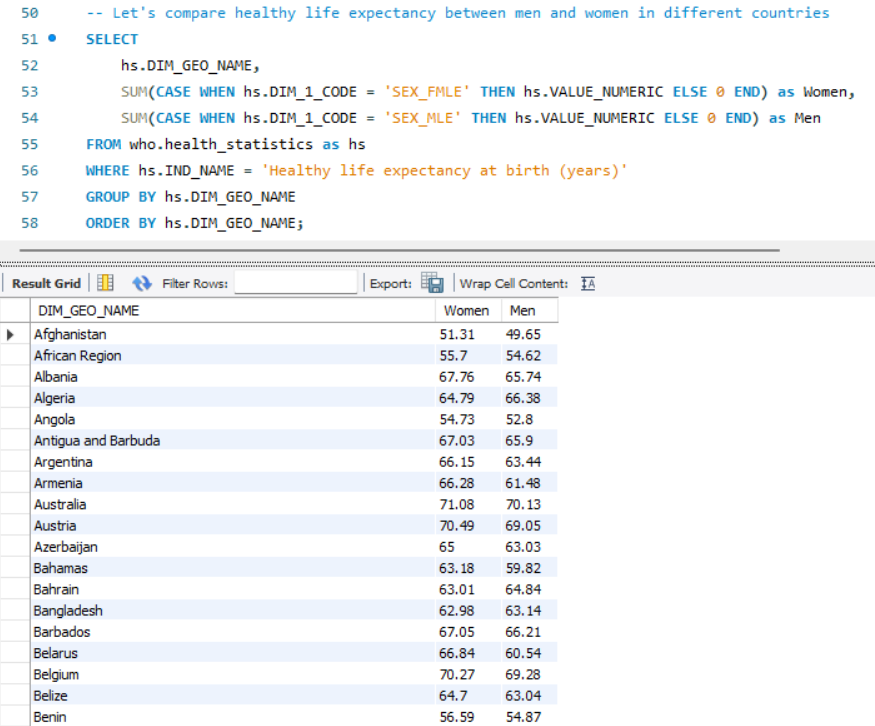 50 -- Let's compare healthy life expectancy between men and women in different countries
51 SELECT
52 hs.DIM_GEO_NAME,
53 SUM(CASE WHEN hs.DIM_1_CODE = 'SEX_FMLE' THEN hs.VALUE_NUMERIC ELSE 0 END) as Women,
54 SUM(CASE WHEN hs.DIM_1_CODE = 'SEX_MLE' THEN hs.VALUE_NUMERIC ELSE 0 END) as Men
55 FROM who.health_statistics as hs
56 WHERE hs.IND_NAME = 'Healthy life expectancy at birth (years)'
57 GROUP BY hs.DIM_GEO_NAME
58 ORDER BY hs.DIM_GEO_NAME;
Result Grid Filter Rows: Export: Wrap Cell Content: IA
DIM_GEO_NAME Women Men
Afghanistan 51.31 49.65
African Region 55.7 54.62
Albania 67.76 65.74
Algeria 64.79 66.38
Angola 54.73 52.8
Antigua and Barbuda 67.03 65.9
Argentina 66.15 63.44
Armenia 66.28 61.48
Australia 71.08 70.13
Austria 70.49 69.05
Azerbaijan 65 63.03
Bahamas 63.18 59.82
Bahrain 63.01 64.84
Bangladesh 62.98 63.14
Barbados 67.05 66.21
Belarus 66.84 60.54
Belgium 70.27 69.28
Belize 64.7 63.04
Benin 56.59 54.87